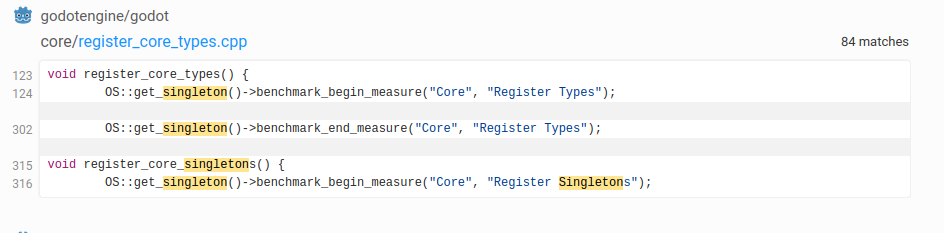 godotengine/godot
core/register_core_types.cpp
84 matches
123 void register_core_types() {
124 OS::get_singleton()->benchmark_begin_measure("Core", "Register Types");
302 OS::get_singleton()->benchmark_end_measure("Core", "Register Types");
315 void register_core_singletons() {
316 OS::get_singleton()->benchmark_begin_measure("Core", "Register Singletons");